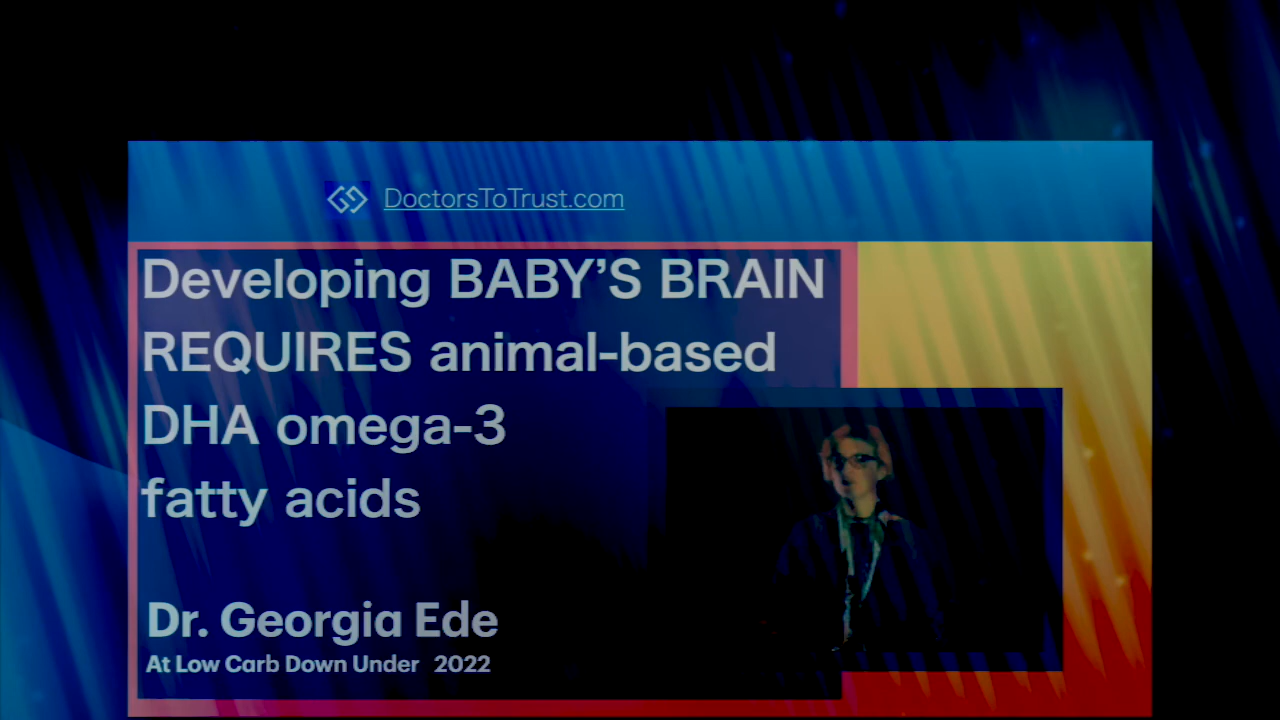 DoctorsToTrust.com
Developing BABY’S BRAIN
REQUIRES animal-based
DHA omega-3
fatty acids
Dr. Georgia Ede
At Low Carb Down Under 2022